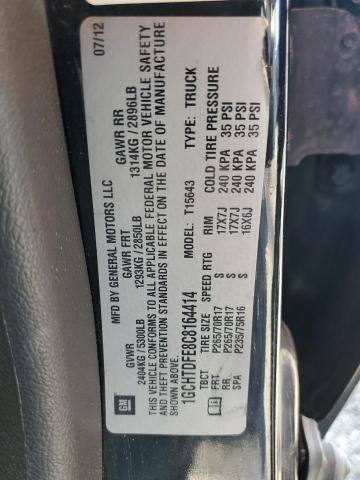 MFD BY GENERAL MOTORS LLC 07/12
GVWR GAWR FRT GAWR RR
2404KG / 5300LB 1293KG / 2850LB 1314KG / 2896LB
THIS VEHICLE CONFORMS TO ALL APPLICABLE FEDERAL MOTOR VEHICLE SAFETY
AND THEFT PREVENTION STANDARDS IN EFFECT ON THE DATE OF MANUFACTURE
SHOWN ABOVE.
1GCHTDFE8C8164414 MODEL: T15643 TYPE: TRUCK
TBCT TIRE SIZE SPEED RTG RIM COLD TIRE PRESSURE
FRT P265/70R17 S 17X7J 240 KPA 35 PSI
RR P265/70R17 S 17X7J 240 KPA 35 PSI
SPA P235/75R16 S 16X6J 240 KPA 35 PSI
GM